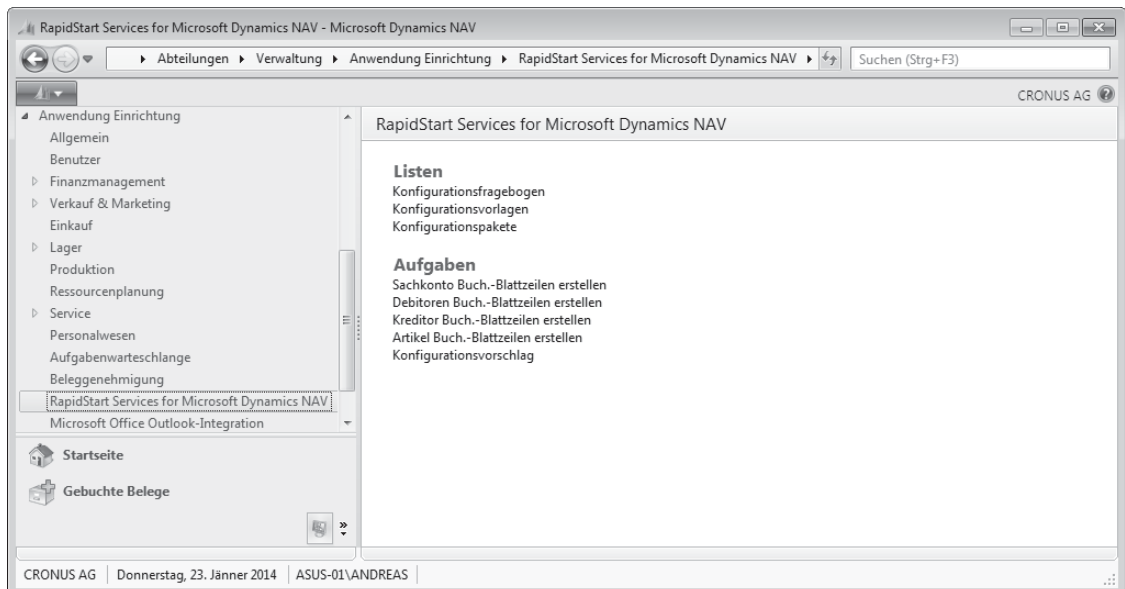 RapidStart Services for Microsoft Dynamics NAV - Microsoft Dynamics NAV
Abteilungen Verwaltung Anwendung Einrichtung RapidStart Services for Microsoft Dynamics NAV
Suchen (Strg+F3)
CRONUS AG
Anwendung Einrichtung
Allgemein
Benutzer
Finanzmanagement
Verkauf & Marketing
Einkauf
Lager
Produktion
Ressourcenplanung
Service
Personalwesen
Aufgabenwarteschlange
Beleggenehmigung
RapidStart Services for Microsoft Dynamics NAV
Microsoft Office Outlook-Integration
Startseite
Gebuchte Belege
RapidStart Services for Microsoft Dynamics NAV
Listen
Konfigurationsfragebogen
Konfigurationsvorlagen
Konfigurationspakete
Aufgaben
Sachkonto Buch.-Blattzeilen erstellen
Debitoren Buch.-Blattzeilen erstellen
Kreditor Buch.-Blattzeilen erstellen
Artikel Buch.-Blattzeilen erstellen
Konfigurationsvorschlag
CRONUS AG Donnerstag, 23. Jänner 2014 ASUS-01\ANDREAS